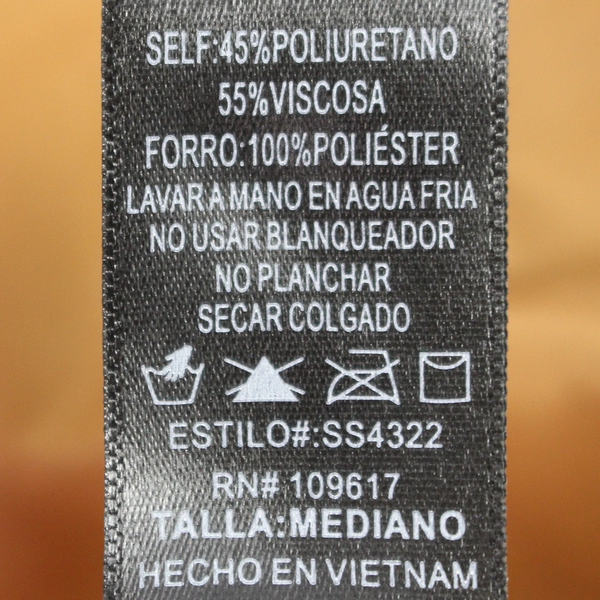 SELF:45%POLIURETANO
55%VISCOSA
FORRO:100%POLIÉSTER
LAVAR A MANO EN AGUA FRIA
NO USAR BLANQUEADOR
NO PLANCHAR
SECAR COLGADO
ESTILO#:SS4322
RN# 109617
TALLA:MEDIANO
HECHO EN VIETNAM